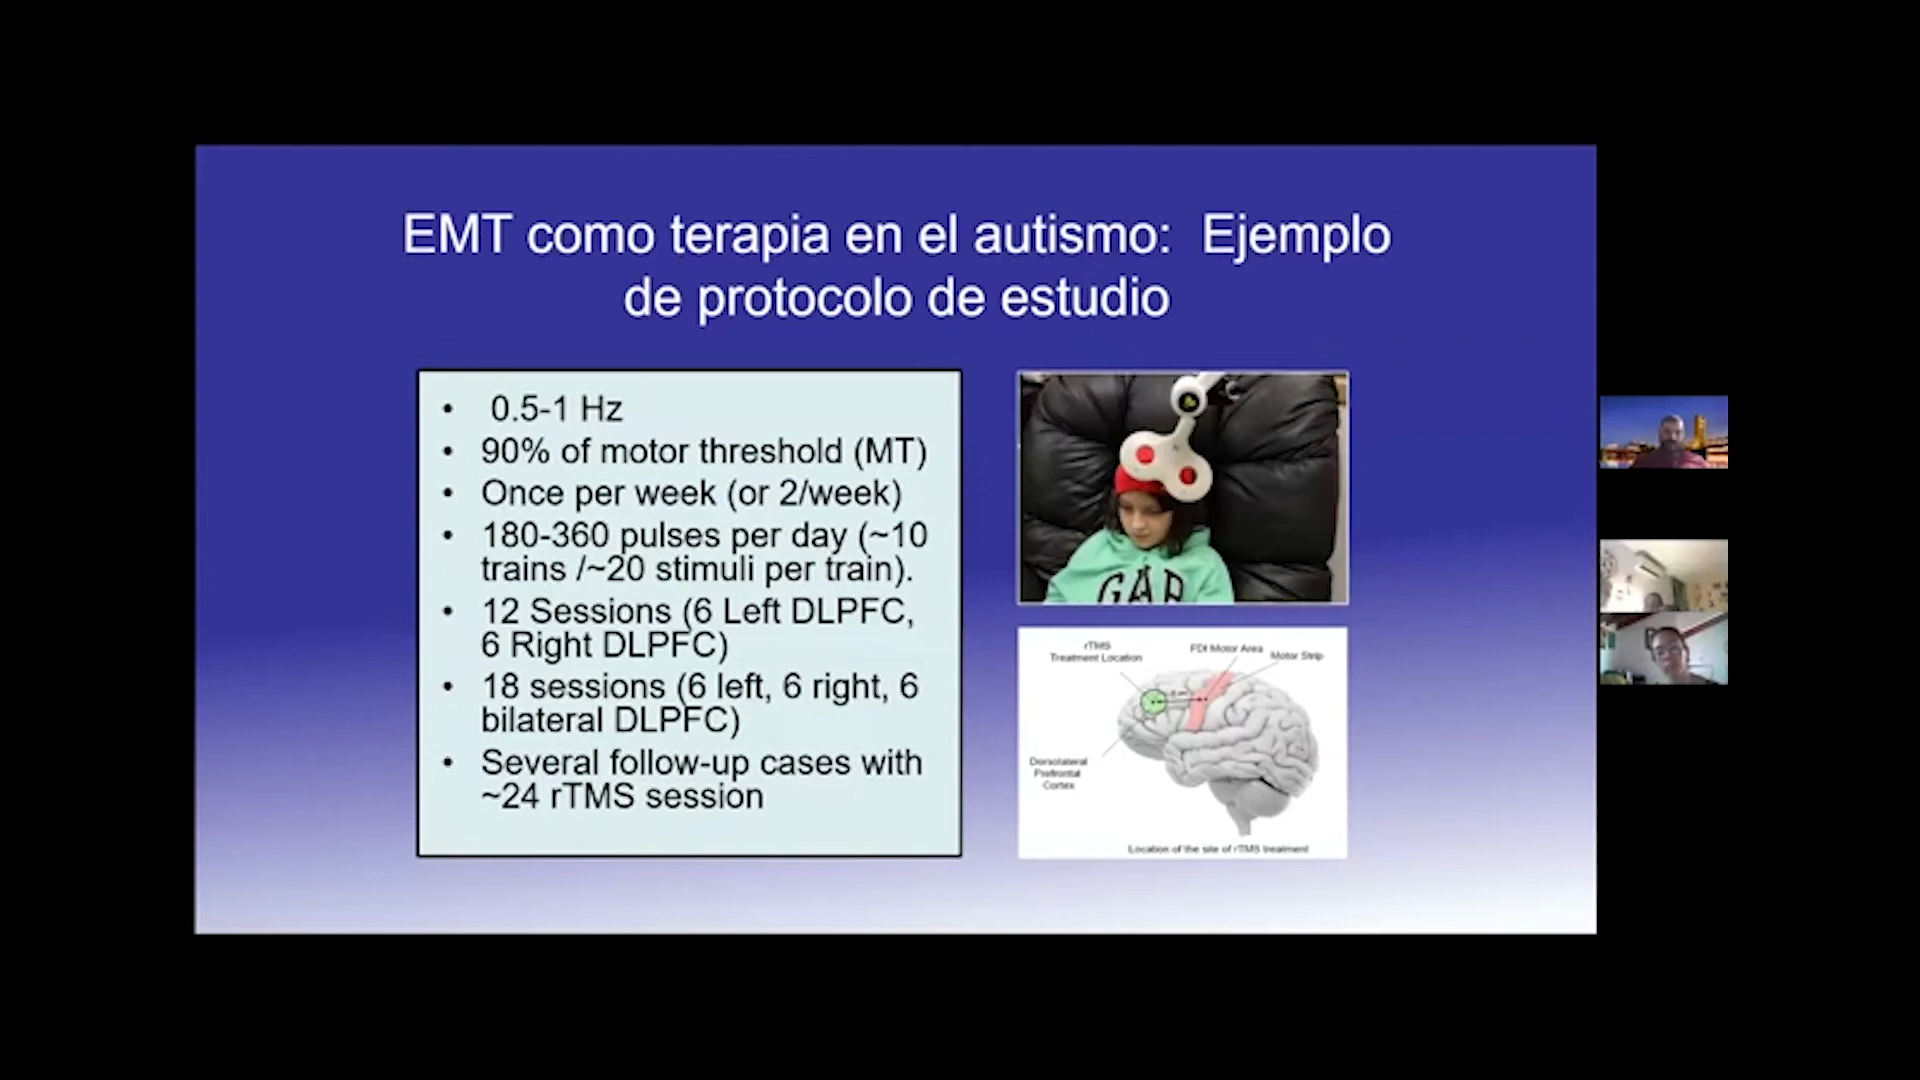 EMT como terapia en el autismo: Ejemplo
de protocolo de estudio
• 0.5-1 Hz
• 90% of motor threshold (MT)
• Once per week (or 2/week)
• 180-360 pulses per day (~10
trains /~20 stimuli per train).
• 12 Sessions (6 Left DLPFC,
6 Right DLPFC)
• 18 sessions (6 left, 6 right, 6
bilateral DLPFC)
• Several follow-up cases with
~24 rTMS session
GAP
rTMS
Treatment Location
FDI Motor Area
Motor Strip
Dorsolateral
Prefrontal
Cortex
Location of the site of rTMS treatment